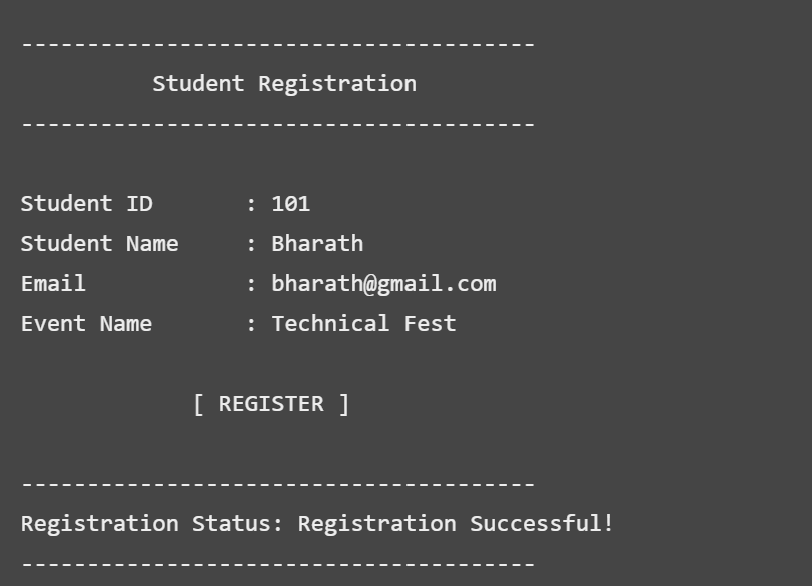 ---------------------------------------
          Student Registration
---------------------------------------
Student ID       : 101
Student Name     : Bharath
Email            : bharath@gmail.com
Event Name       : Technical Fest
             [ REGISTER ]
---------------------------------------
Registration Status: Registration Successful!
---------------------------------------